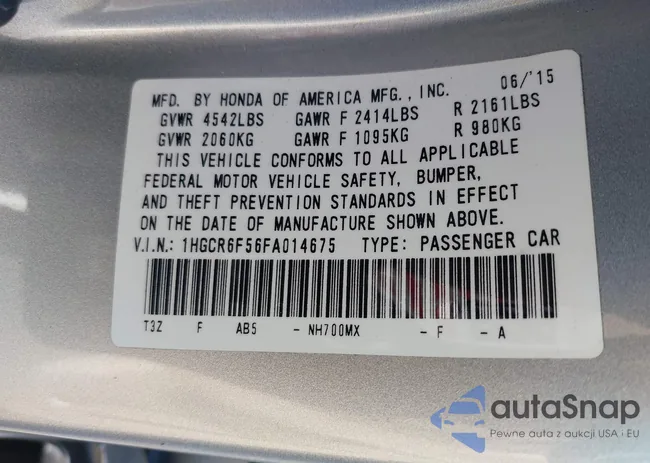 MFD. BY HONDA OF AMERICA MFG., INC. 06/'15
GVWR 4542LBS GAWR F 2414LBS R 2161LBS
GVWR 2060KG GAWR F 1095KG R 980KG
THIS VEHICLE CONFORMS TO ALL APPLICABLE
FEDERAL MOTOR VEHICLE SAFETY, BUMPER,
AND THEFT PREVENTION STANDARDS IN EFFECT
ON THE DATE OF MANUFACTURE SHOWN ABOVE.
V.I.N.: 1HGCR6F56FA014675 TYPE: PASSENGER CAR
T3Z F AB5 - NH700MX - F - A
autoSnap
Pewne auta z aukcji USA i EU